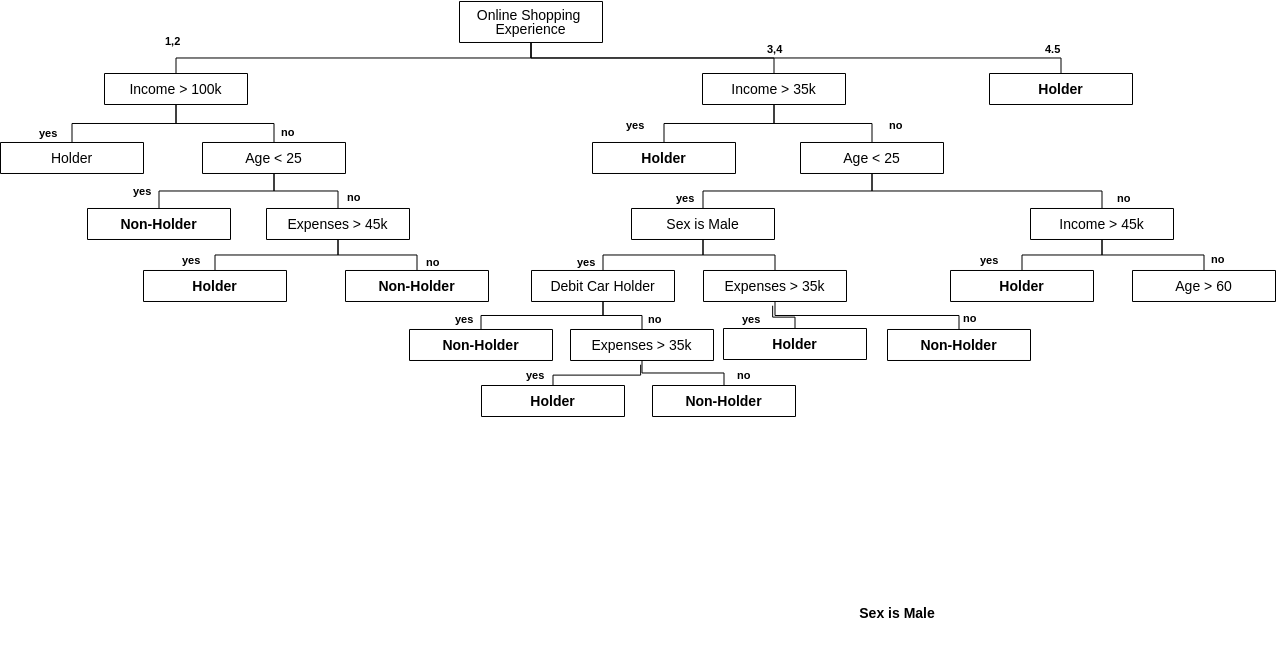 Online Shopping
Experience
1,2
3,4
4.5
Income > 100k
Income > 35k
Holder
yes
no
yes
no
Holder
Age < 25
Holder
Age < 25
yes
no
yes
no
Non-Holder
Expenses > 45k
Sex is Male
Income > 45k
yes
no
yes
yes
no
Holder
Non-Holder
Debit Car Holder
Expenses > 35k
Holder
Age > 60
yes
no
yes
no
Non-Holder
Expenses > 35k
Holder
Non-Holder
yes
no
Holder
Non-Holder
Sex is Male